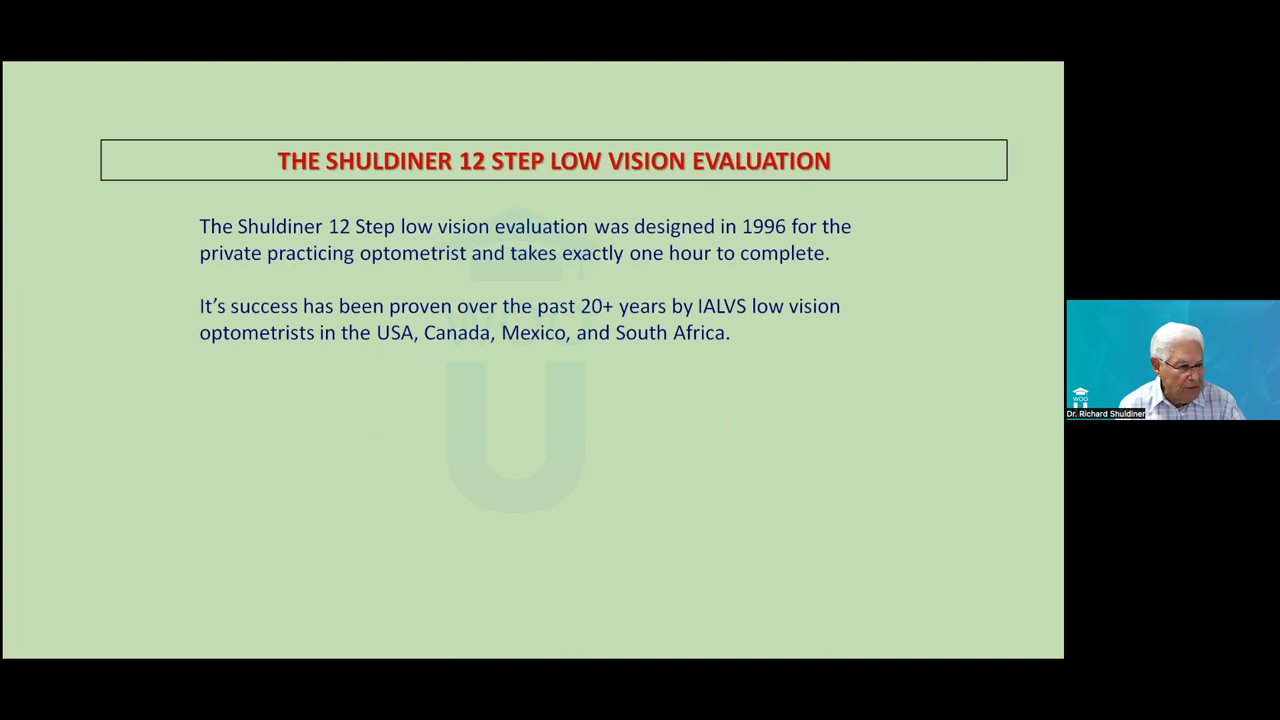 THE SHULDINER 12 STEP LOW VISION EVALUATION
The Shuldiner 12 Step low vision evaluation was designed in 1996 for the
private practicing optometrist and takes exactly one hour to complete.
It’s success has been proven over the past 20+ years by IALVS low vision
optometrists in the USA, Canada, Mexico, and South Africa.
U
WOO
U
Dr. Richard Shuldiner